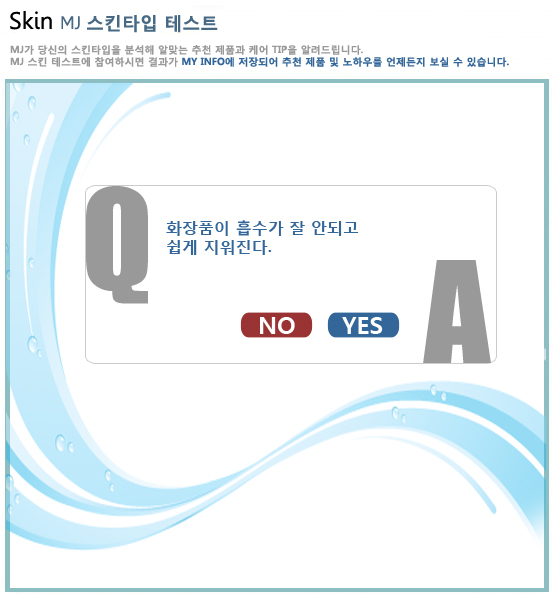 Skin MJ 스킨타입 테스트
MJ가 당신의 스킨타입을 분석해 알맞는 추천 제품과 케어 TIP을 알려드립니다.
MJ 스킨 테스트에 참여하시면 결과가 MY INFO에 저장되어 추천 제품 및 노하우를 언제든지 보실 수 있습니다.
Q
화장품이 흡수가 잘 안되고
쉽게 지워진다.
NO YES
A